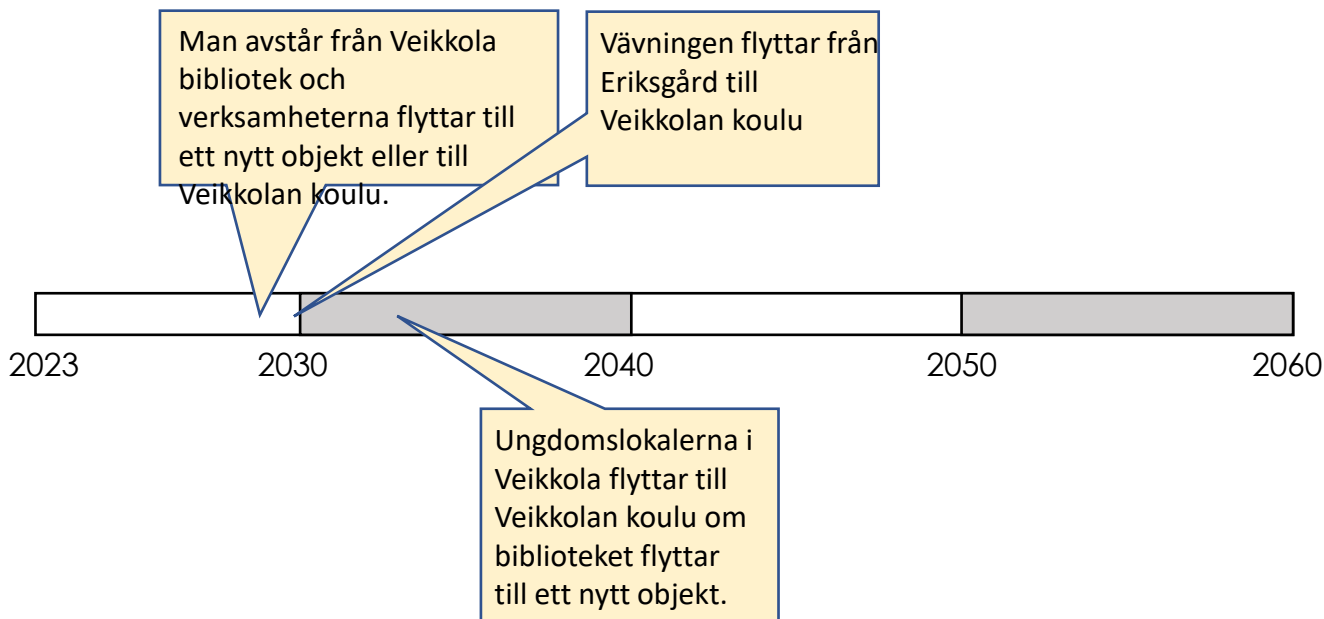 Man avstår från Veikkola
bibliotek och
verksamheterna flyttar till
ett nytt objekt eller till
Veikkolan koulu.
Vävningen flyttar från
Eriksgård till
Veikkolan koulu
2023
2030
2040
2050
2060
Ungdomslokalerna i
Veikkola flyttar till
Veikkolan koulu om
biblioteket flyttar
till ett nytt objekt.